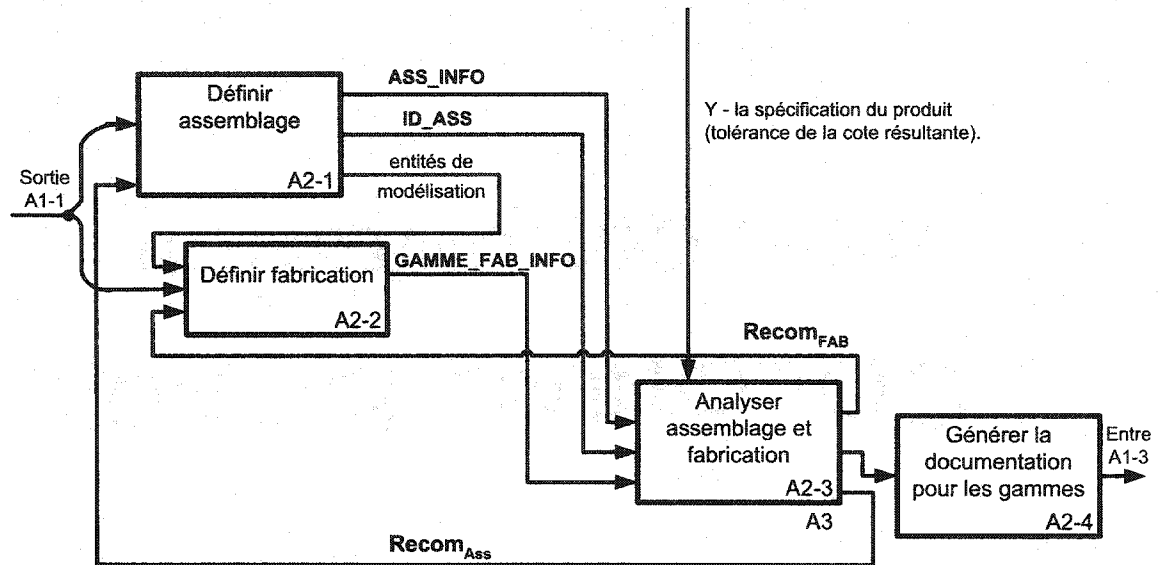 ASS_INFO
Définir
assemblage
A2-1
ID_ASS
entités de
modélisation
Y - la spécification du produit
(tolérance de la cote résultante).
Sortie
A1-1
Définir fabrication
A2-2
GAMME_FAB_INFO
Recom_FAB
Analyser
assemblage et
fabrication
A2-3
A3
Générer la
documentation
pour les gammes
A2-4
Entre
A1-3
Recom_Ass